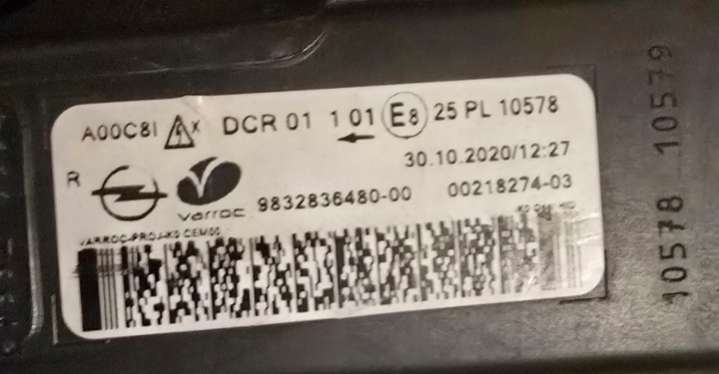 A00C8I X DCR 01 1 01 E8 25 PL 10578
30.10.2020/12:27
R
varroc 9832836480-00 00218274-03
VARROC-PROJ-K0 CEM00
10578 10579